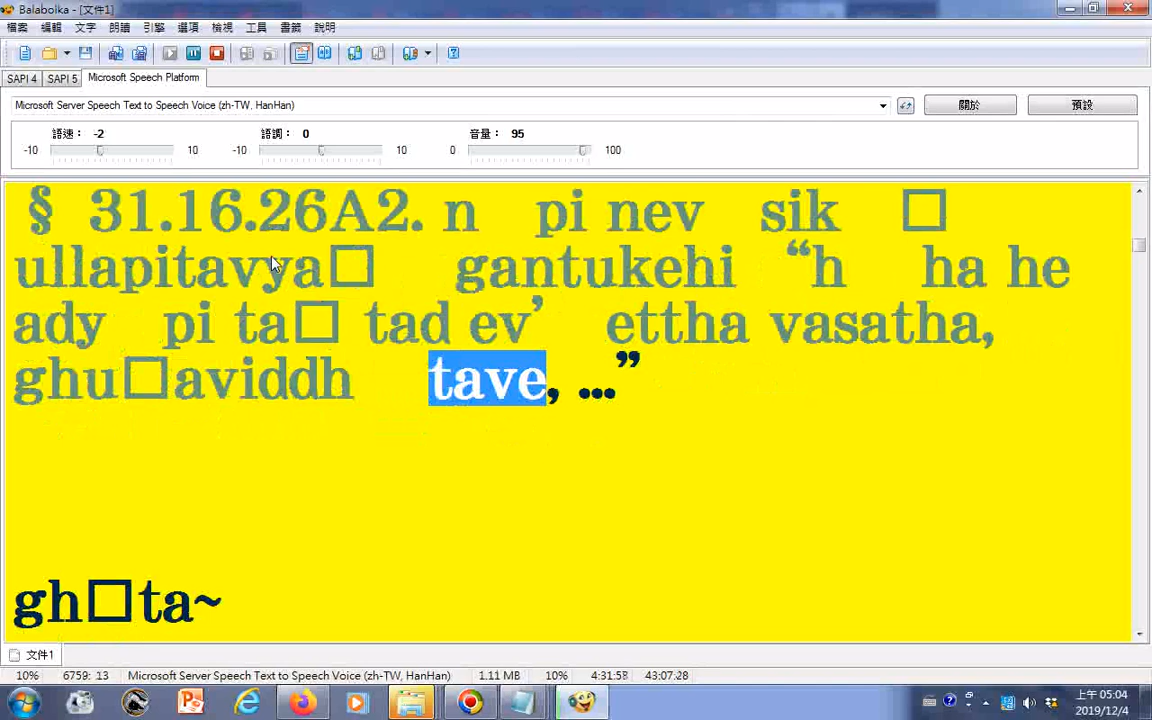 Balabolka - [文件1]
檔案 編輯 文字 朗讀 引擎 選項 檢視 工具 書籤 說明
SAPI 4 SAPI 5 Microsoft Speech Platform
Microsoft Server Speech Text to Speech Voice (zh-TW, HanHan) 關於 預設
語速： -2 語調： 0 音量： 95
-10 10 -10 10 0 100
§ 31.16.26A2. n pi nev sik □
ullapitavya□ gantukehi “h ha he
ady pi ta□ tad ev’ ettha vasatha,
ghu□aviddh tave, ...”
gh□ta~
文件1
10% 6759: 13 Microsoft Server Speech Text to Speech Voice (zh-TW, HanHan) 1.11 MB 10% 4:31:58 43:07:28
上午 05:04
2019/12/4